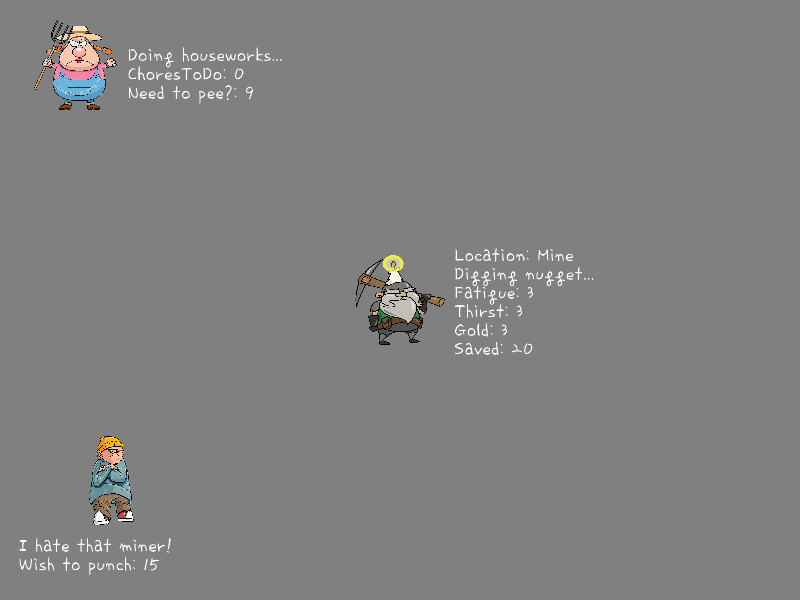 Doing houseworks...
ChoresToDo: 0
Need to pee?: 9
Location: Mine
Digging nugget...
Fatigue: 3
Thirst: 3
Gold: 3
Saved: 20
I hate that miner!
Wish to punch: 15